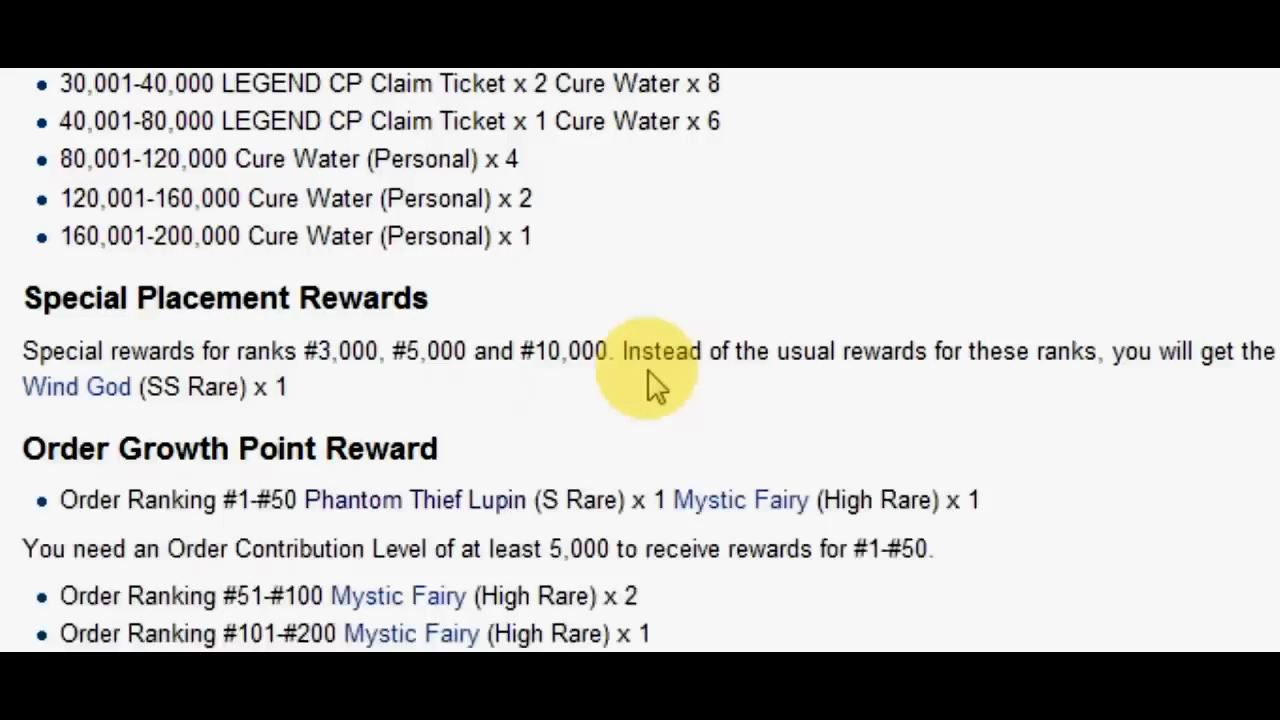 30,001-40,000 LEGEND CP Claim Ticket x 2 Cure Water x 8
40,001-80,000 LEGEND CP Claim Ticket x 1 Cure Water x 6
80,001-120,000 Cure Water (Personal) x 4
120,001-160,000 Cure Water (Personal) x 2
160,001-200,000 Cure Water (Personal) x 1
Special Placement Rewards
Special rewards for ranks #3,000, #5,000 and #10,000. Instead of the usual rewards for these ranks, you will get the
Wind God (SS Rare) x 1
Order Growth Point Reward
Order Ranking #1-#50 Phantom Thief Lupin (S Rare) x 1 Mystic Fairy (High Rare) x 1
You need an Order Contribution Level of at least 5,000 to receive rewards for #1-#50.
Order Ranking #51-#100 Mystic Fairy (High Rare) x 2
Order Ranking #101-#200 Mystic Fairy (High Rare) x 1